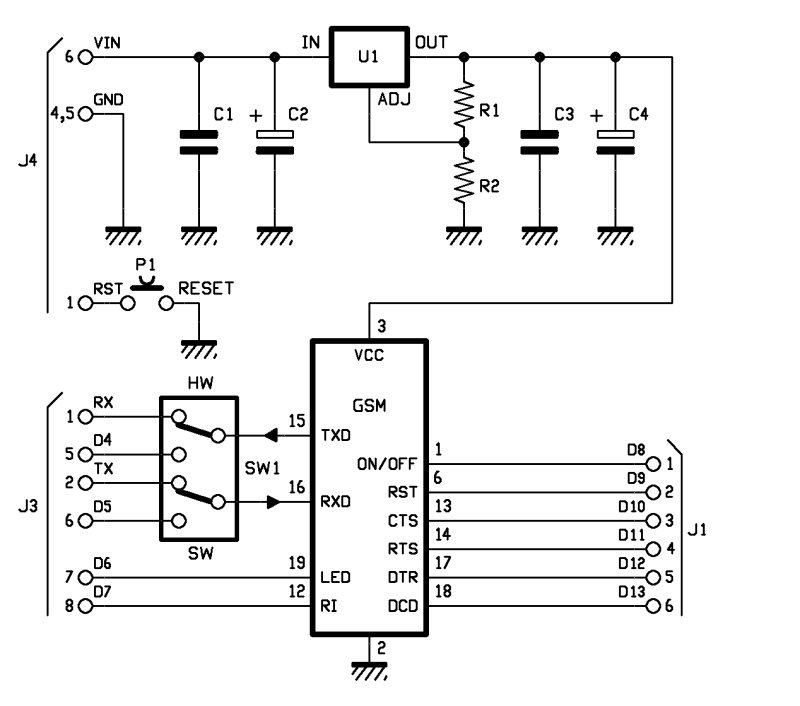 6 VIN IN U1 OUT
4,5 GND ADJ
C1 + C2 R1 C3 + C4
J4 R2
P1
1 RST RESET
3
VCC
HW
GSM
1 RX 15 TXD
5 D4 SW1 ON/OFF 1 D8 1
2 TX 16 RXD RST 6 D9 2
J3 6 D5 CTS 13 D10 3 J1
SW RTS 14 D11 4
7 D6 19 LED DTR 17 D12 5
8 D7 12 RI DCD 18 D13 6
2